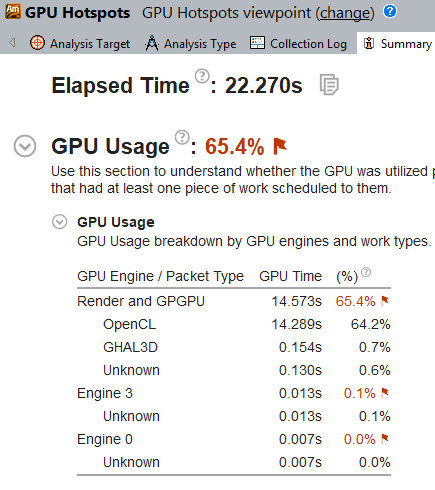 GPU Hotspots GPU Hotspots viewpoint (change) ?
Analysis Target Analysis Type Collection Log Summary
Elapsed Time ? : 22.270s
GPU Usage ? : 65.4%
Use this section to understand whether the GPU was utilized p
that had at least one piece of work scheduled to them.
GPU Usage
GPU Usage breakdown by GPU engines and work types.
GPU Engine / Packet Type GPU Time (%) ?
Render and GPGPU 14.573s 65.4%
OpenCL 14.289s 64.2%
GHAL3D 0.154s 0.7%
Unknown 0.130s 0.6%
Engine 3 0.013s 0.1%
Unknown 0.013s 0.1%
Engine 0 0.007s 0.0%
Unknown 0.007s 0.0%